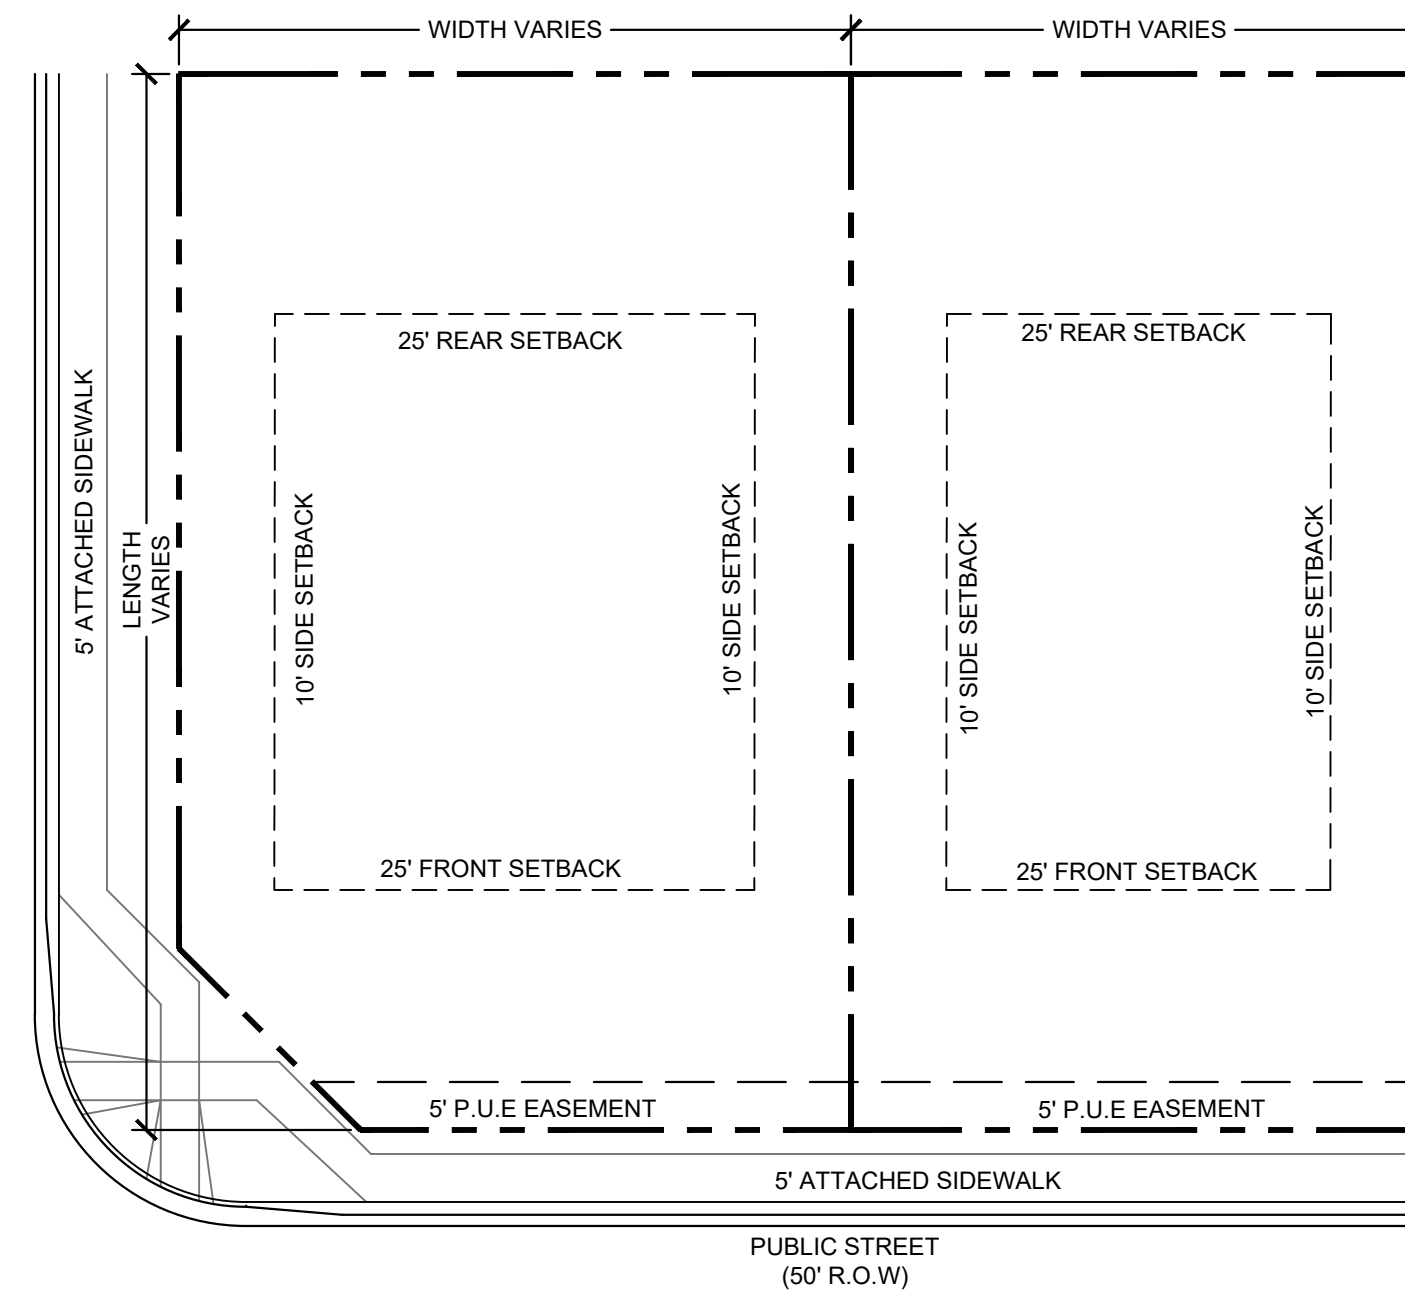 WIDTH VARIES
WIDTH VARIES
25' REAR SETBACK
25' REAR SETBACK
5' ATTACHED SIDEWALK
LENGTH
VARIES
10' SIDE SETBACK
10' SIDE SETBACK
10' SIDE SETBACK
10' SIDE SETBACK
25' FRONT SETBACK
25' FRONT SETBACK
5' P.U.E EASEMENT
5' P.U.E EASEMENT
5' ATTACHED SIDEWALK
PUBLIC STREET
(50' R.O.W)